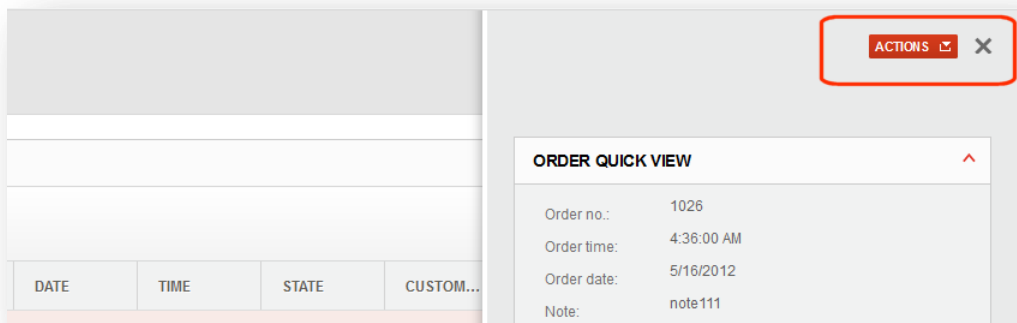 ACTIONS
ORDER QUICK VIEW
Order no.: 1026
Order time: 4:36:00 AM
Order date: 5/16/2012
Note: note111
DATE TIME STATE CUSTOM...